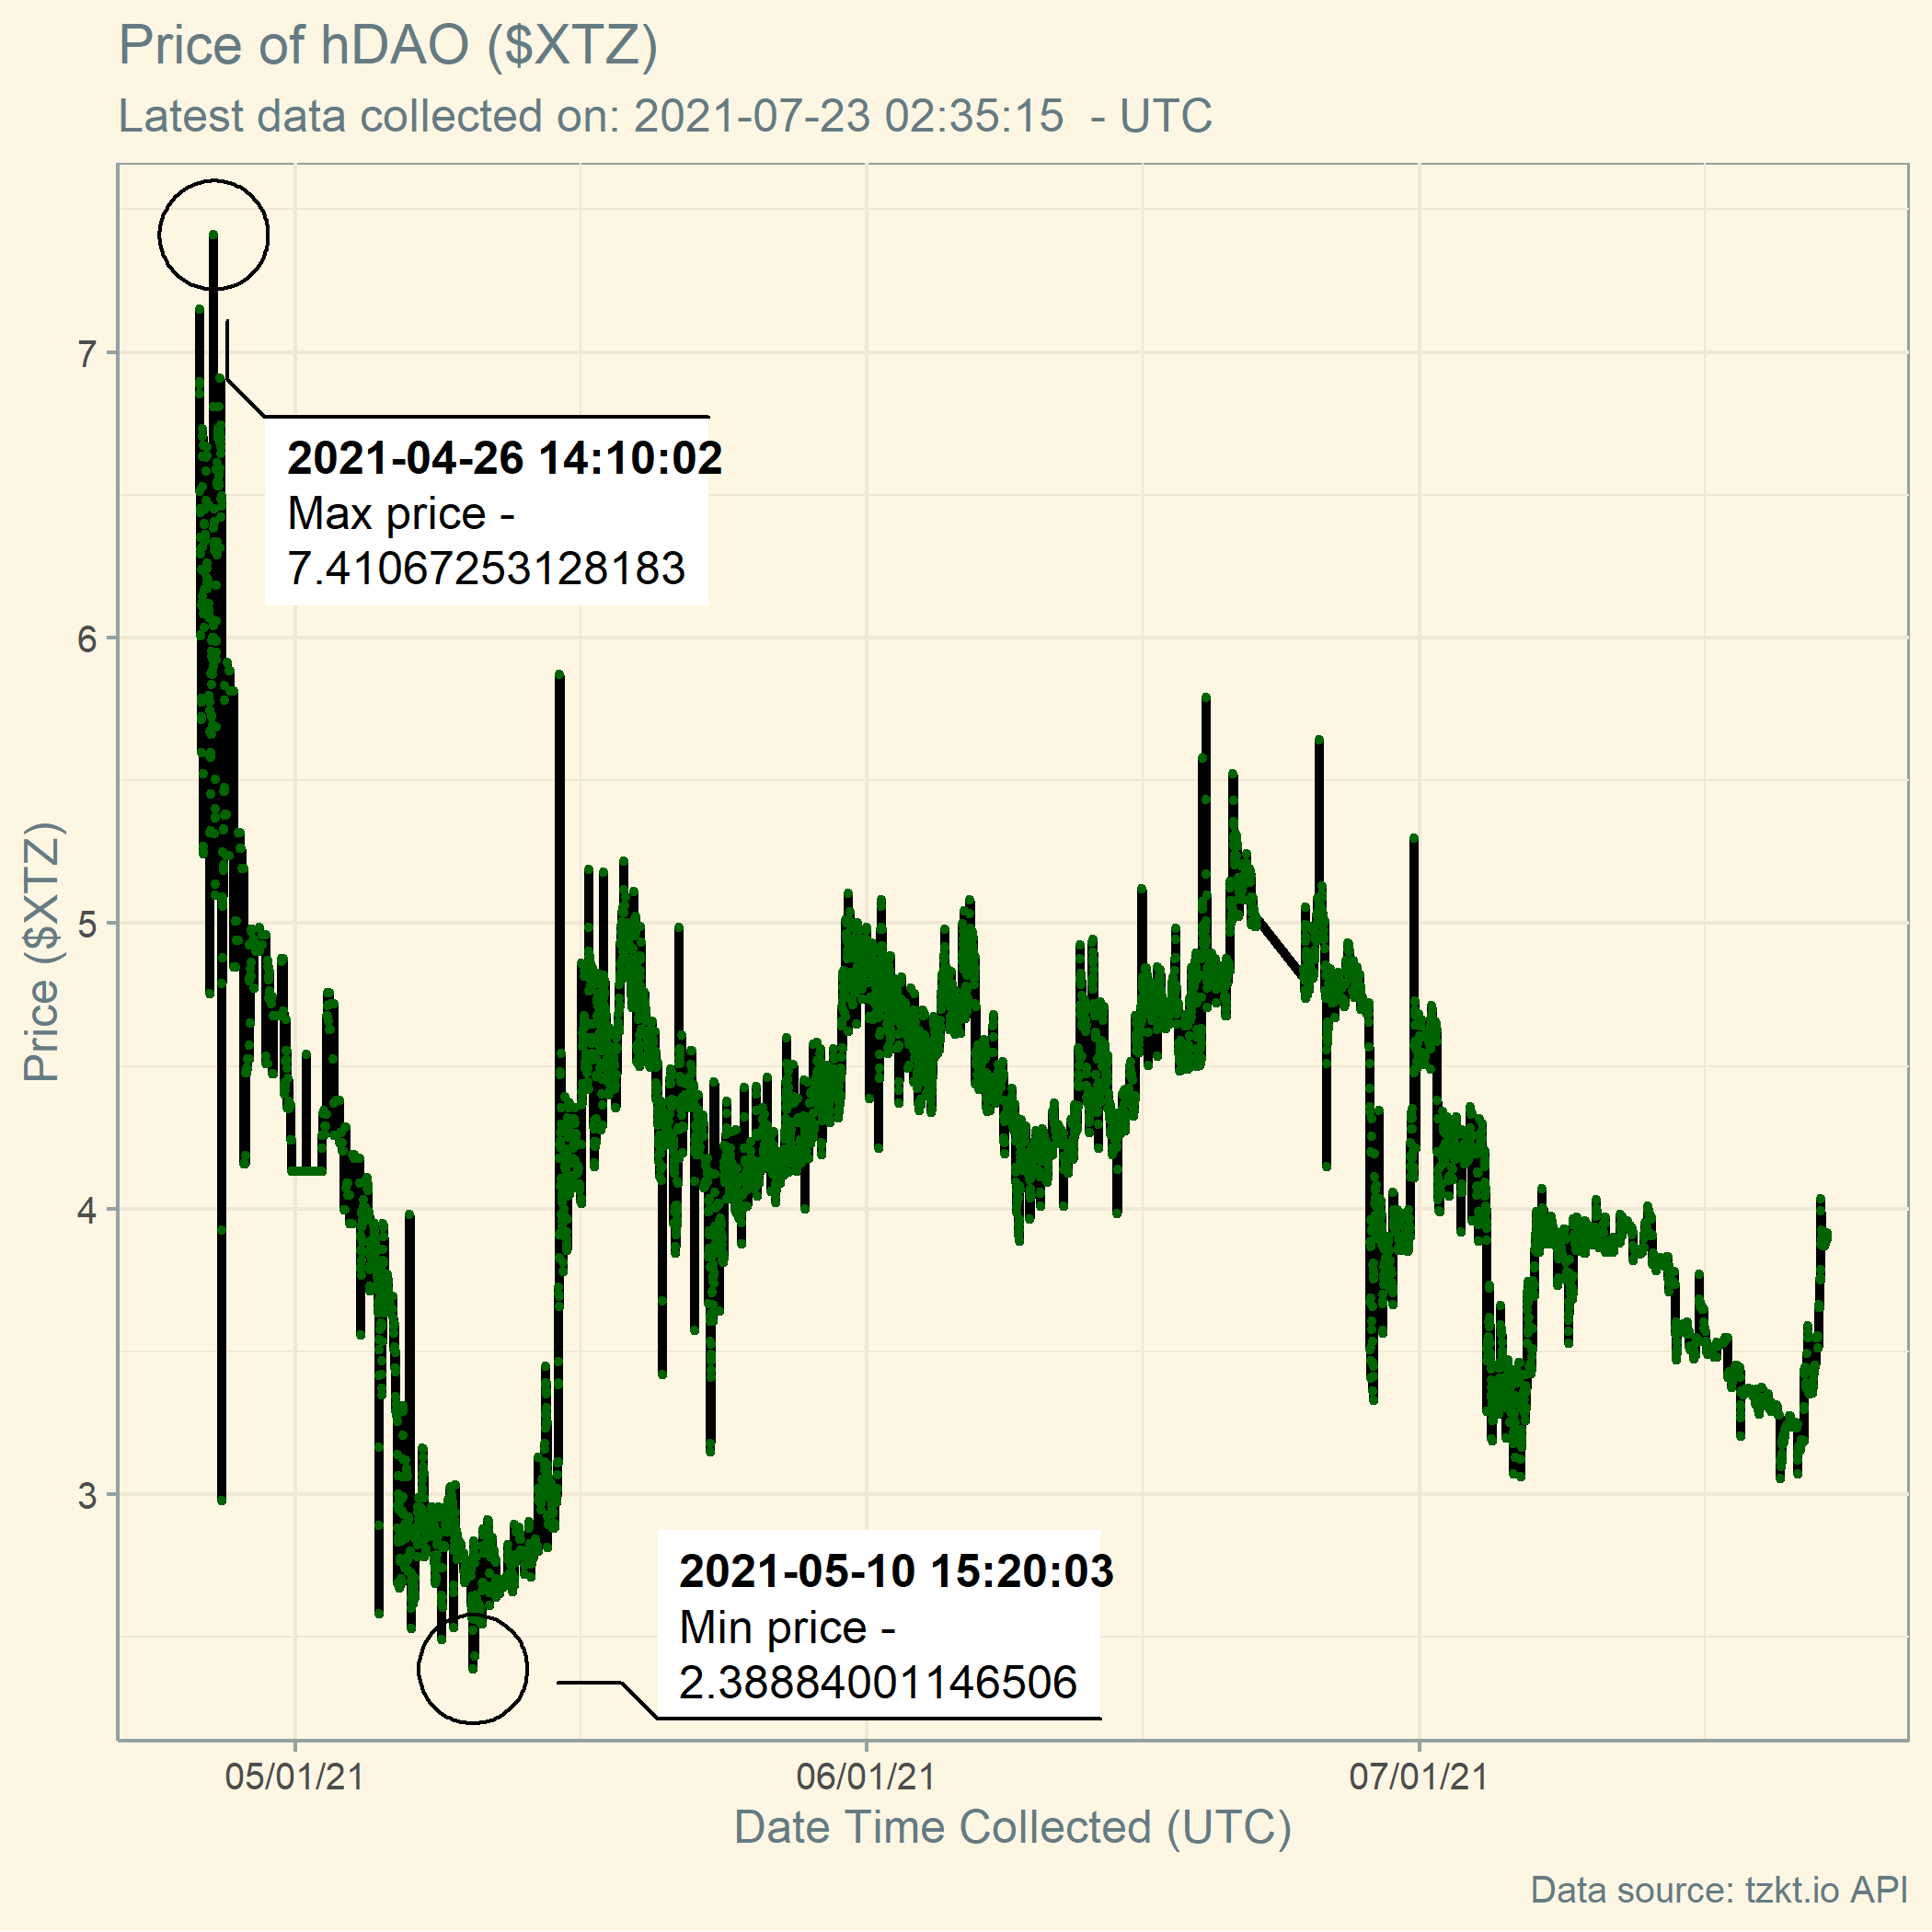 Price of hDAO ($XTZ)
Latest data collected on: 2021-07-23 02:35:15  - UTC
2021-04-26 14:10:02
Max price -
7.41067253128183
2021-05-10 15:20:03
Min price -
2.38884001146506
Price ($XTZ)
7
6
5
4
3
05/01/21
06/01/21
07/01/21
Date Time Collected (UTC)
Data source: tzkt.io API